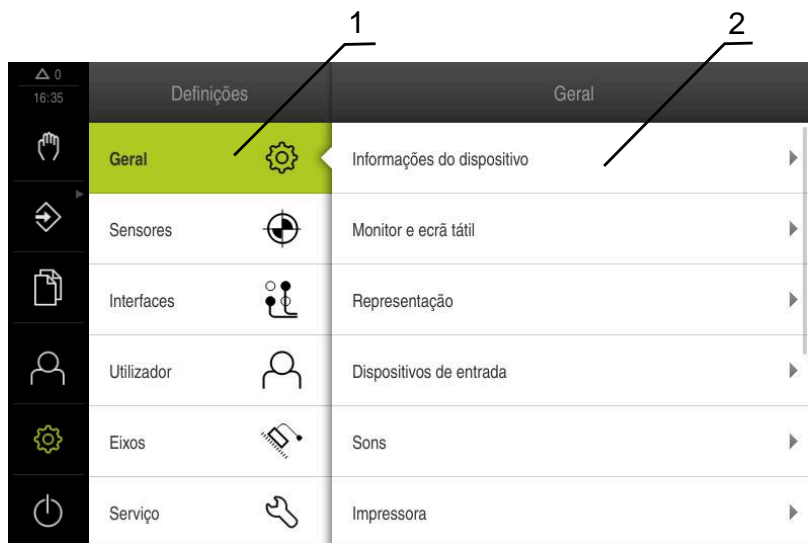 1
2
0
16:35
Definições
Geral
Geral
Informações do dispositivo
Sensores
Monitor e ecrã tátil
Interfaces
Representação
Utilizador
Dispositivos de entrada
Eixos
Sons
Serviço
Impressora